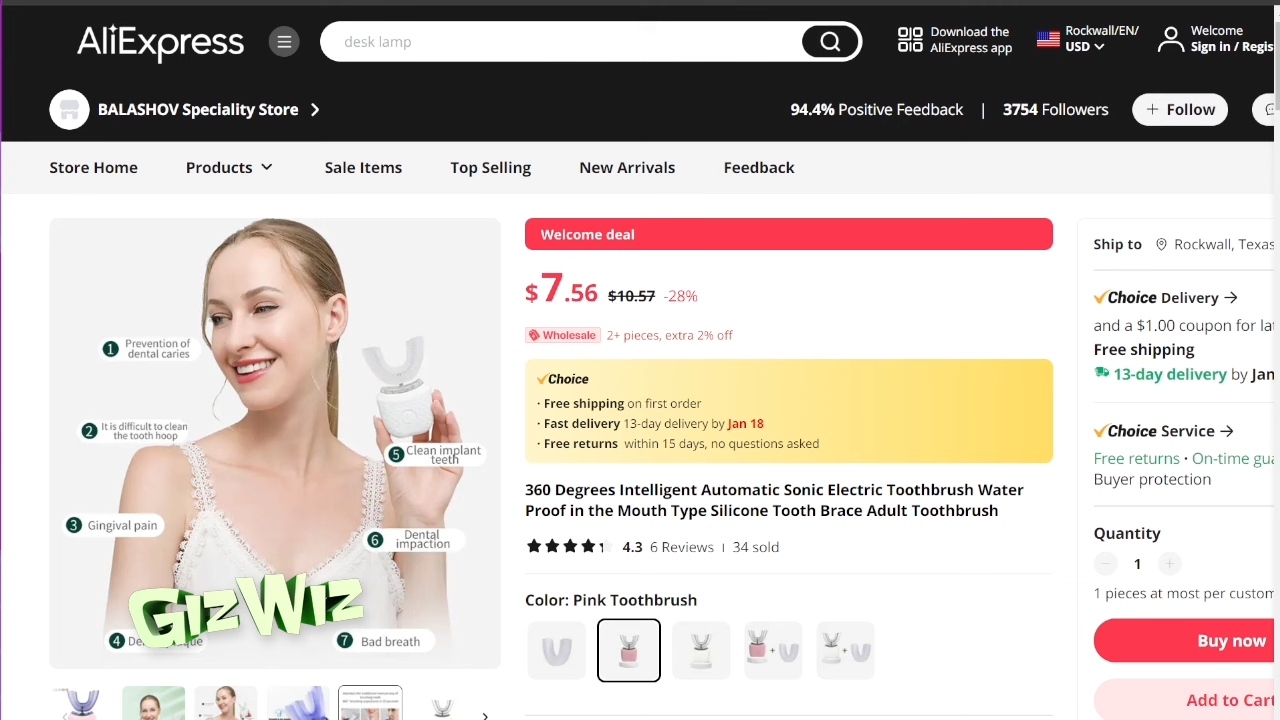 AliExpress
desk lamp
Download the
AliExpress app
Rockwall/EN/
USD
Welcome
Sign in / Regis
BALASHOV Speciality Store
94.4% Positive Feedback | 3754 Followers
+ Follow
Store Home
Products
Sale Items
Top Selling
New Arrivals
Feedback
1 Prevention of
dental caries
2 It is difficult to clean
the tooth hoop
3 Gingival pain
5 Clean implant
teeth
6 Dental
impaction
GizWiz
4
7 Bad breath
Welcome deal
$7.56 $10.57 -28%
Wholesale 2+ pieces, extra 2% off
Choice
· Free shipping on first order
· Fast delivery 13-day delivery by Jan 18
· Free returns within 15 days, no questions asked
360 Degrees Intelligent Automatic Sonic Electric Toothbrush Water
Proof in the Mouth Type Silicone Tooth Brace Adult Toothbrush
4.3 6 Reviews | 34 sold
Color: Pink Toothbrush
Ship to Rockwall, Texas
Choice Delivery
and a $1.00 coupon for la
Free shipping
13-day delivery by Jan
Choice Service
Free returns · On-time gua
Buyer protection
Quantity
1
1 pieces at most per custom
Buy now
Add to Cart